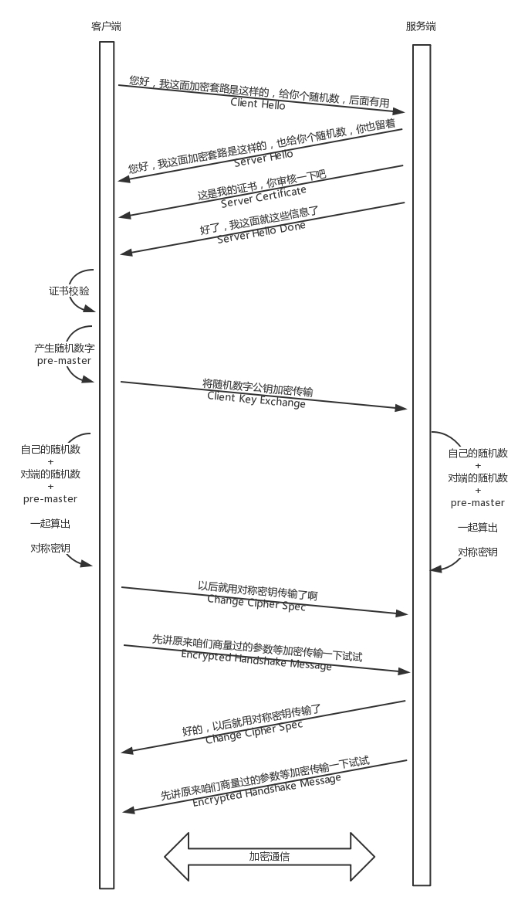 客户端
服务端
您好，我这面加密套路是这样的，给你个随机数，后面有用
Client Hello
您好，我这面加密套路是这样的，也给你个随机数，你也留着
Server Hello
这是我的证书，你审核一下吧
Server Certificate
好了，我这面就这些信息了
Server Hello Done
证书校验
产生随机数字
pre-master
将随机数字公钥加密传输
Client Key Exchange
自己的随机数
+
对端的随机数
+
pre-master
一起算出
对称密钥
自己的随机数
+
对端的随机数
+
pre-master
一起算出
对称密钥
以后就用对称密钥传输了啊
Change Cipher Spec
先讲原来咱们商量过的参数等加密传输一下试试
Encrypted Handshake Message
好的，以后就用对称密钥传输了
Change Cipher Spec
先讲原来咱们商量过的参数等加密传输一下试试
Encrypted Handshake Message
加密通信